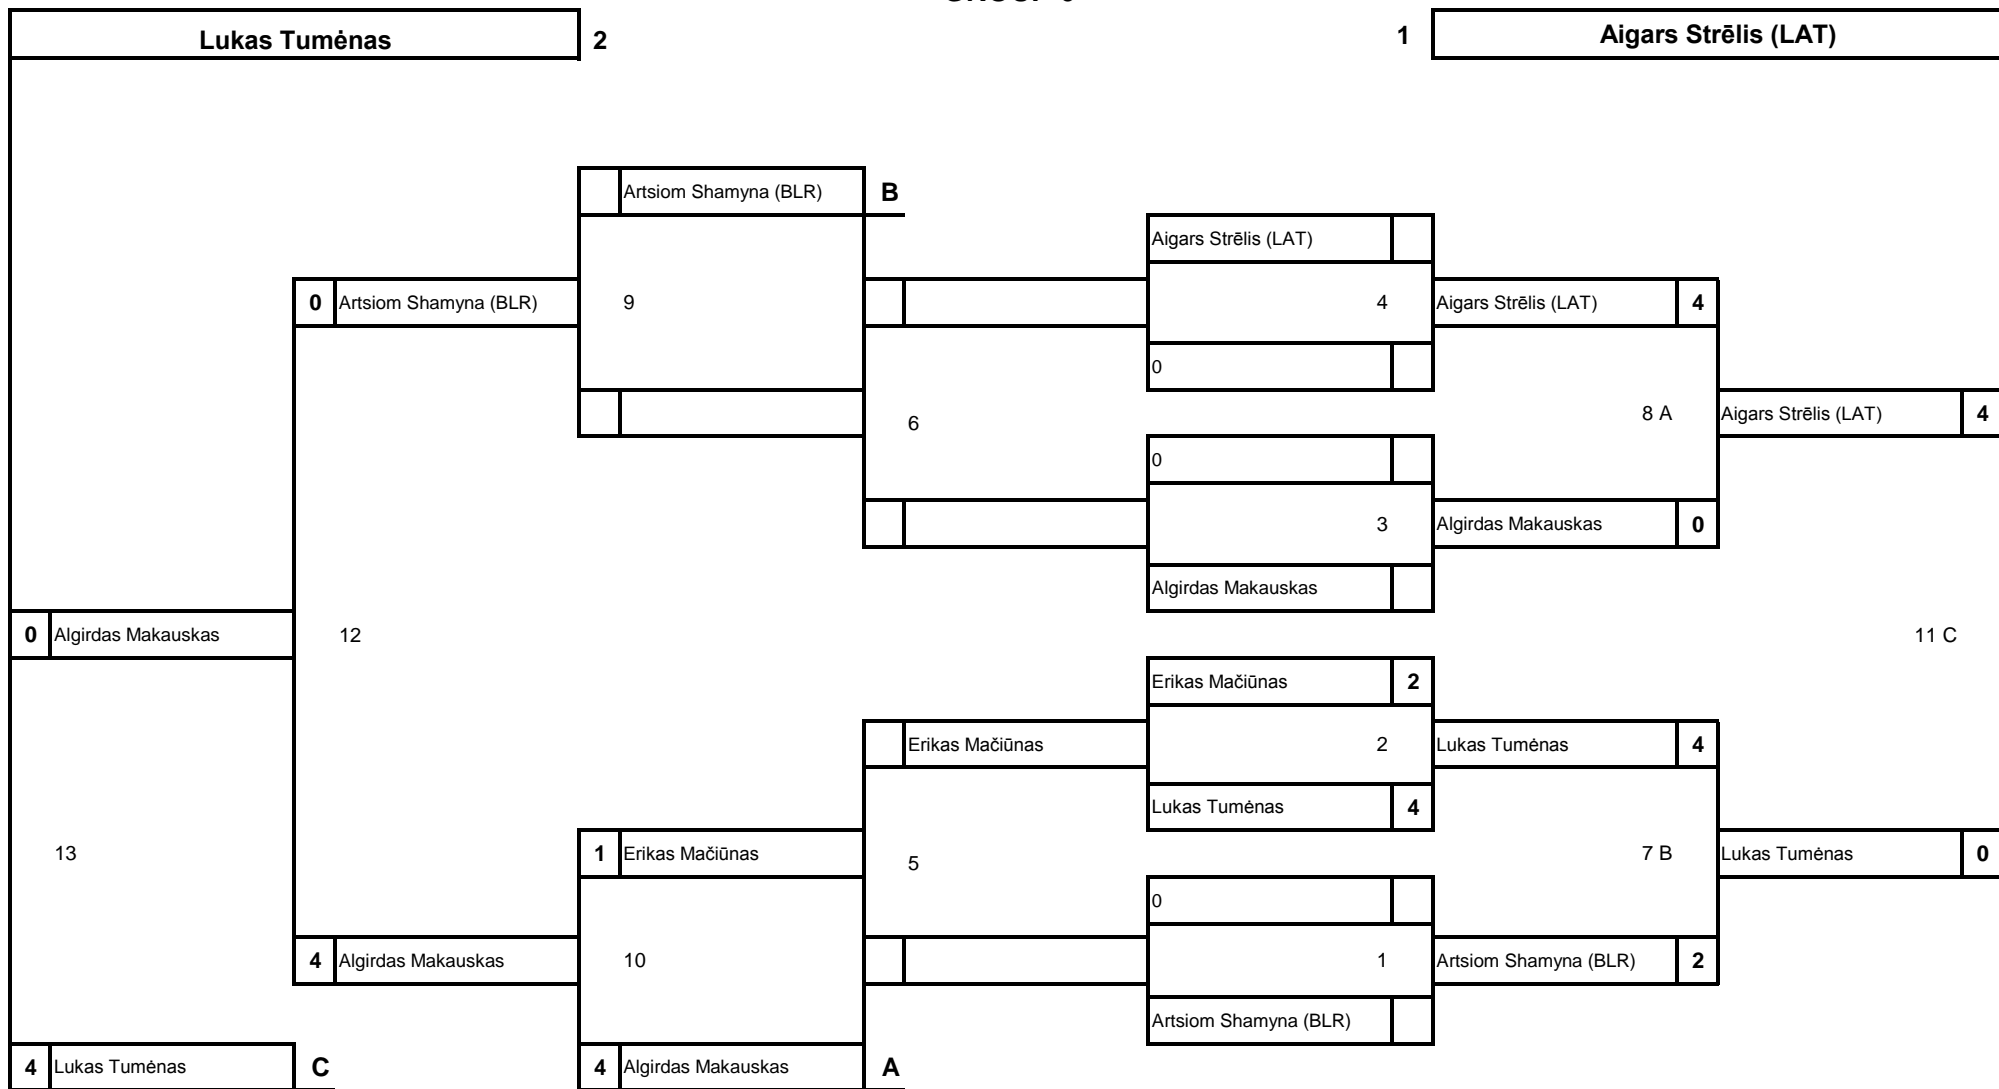 Lukas Tumėnas 2 1 Aigars Strēlis (LAT)
Artsiom Shamyna (BLR) B
Aigars Strēlis (LAT)
0 Artsiom Shamyna (BLR) 9 4 Aigars Strēlis (LAT) 4
0
6 8 A Aigars Strēlis (LAT) 4
0
3 Algirdas Makauskas 0
Algirdas Makauskas
0 Algirdas Makauskas 12 11 C
Erikas Mačiūnas 2
Erikas Mačiūnas 2 Lukas Tumėnas 4
Lukas Tumėnas 4
13 1 Erikas Mačiūnas 5 7 B Lukas Tumėnas 0
0
4 Algirdas Makauskas 10 1 Artsiom Shamyna (BLR) 2
Artsiom Shamyna (BLR)
4 Lukas Tumėnas C 4 Algirdas Makauskas A